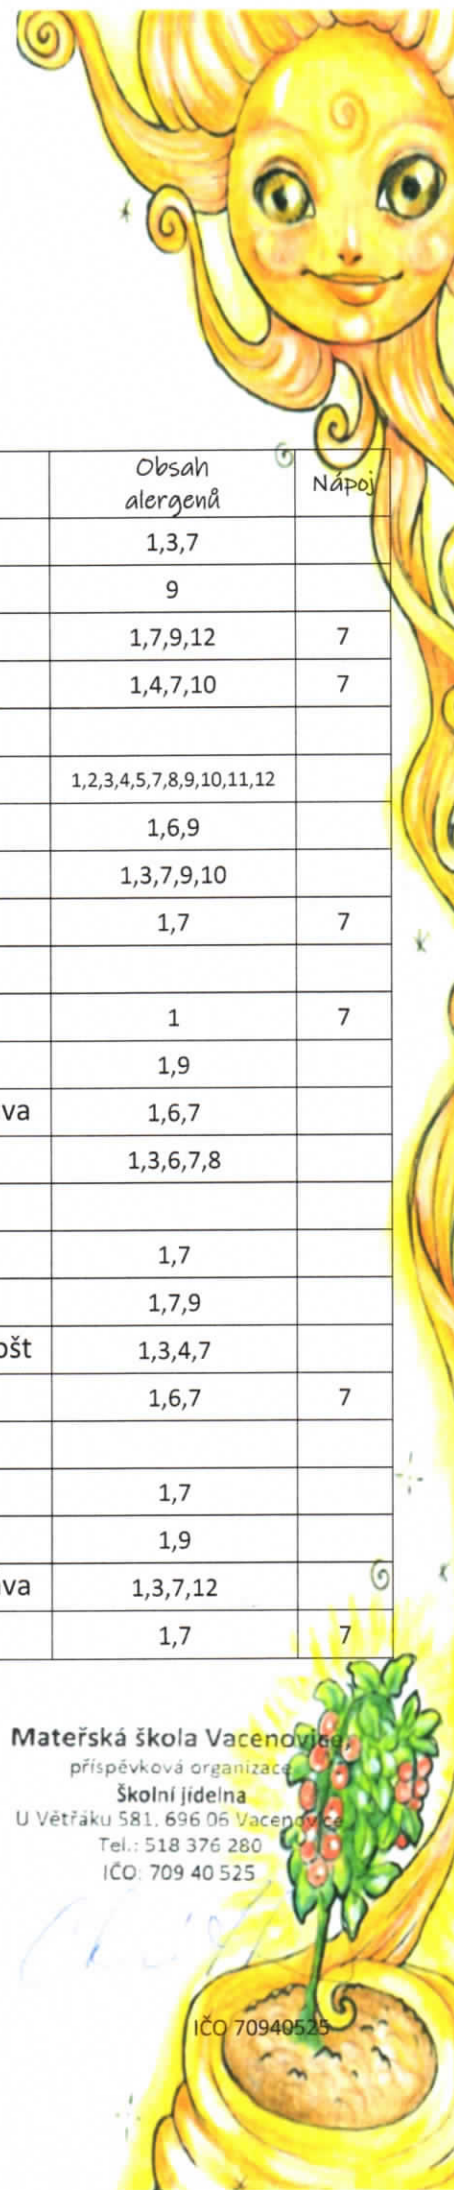 Obsah
alergenů
Nápoj
1,3,7
9
1,7,9,12 7
1,4,7,10 7
1,2,3,4,5,7,8,9,10,11,12
1,6,9
1,3,7,9,10
1,7 7
1 7
1,9
va 1,6,7
1,3,6,7,8
1,7
1,7,9
ošt 1,3,4,7
1,6,7 7
1,7
1,9
ava 1,3,7,12
1,7 7
Mateřská škola Vacenovice,
příspěvková organizace
Školní jídelna
U Větřáku 581, 696 06 Vacenovice
Tel.: 518 376 280
IČO: 709 40 525
IČO 70940525